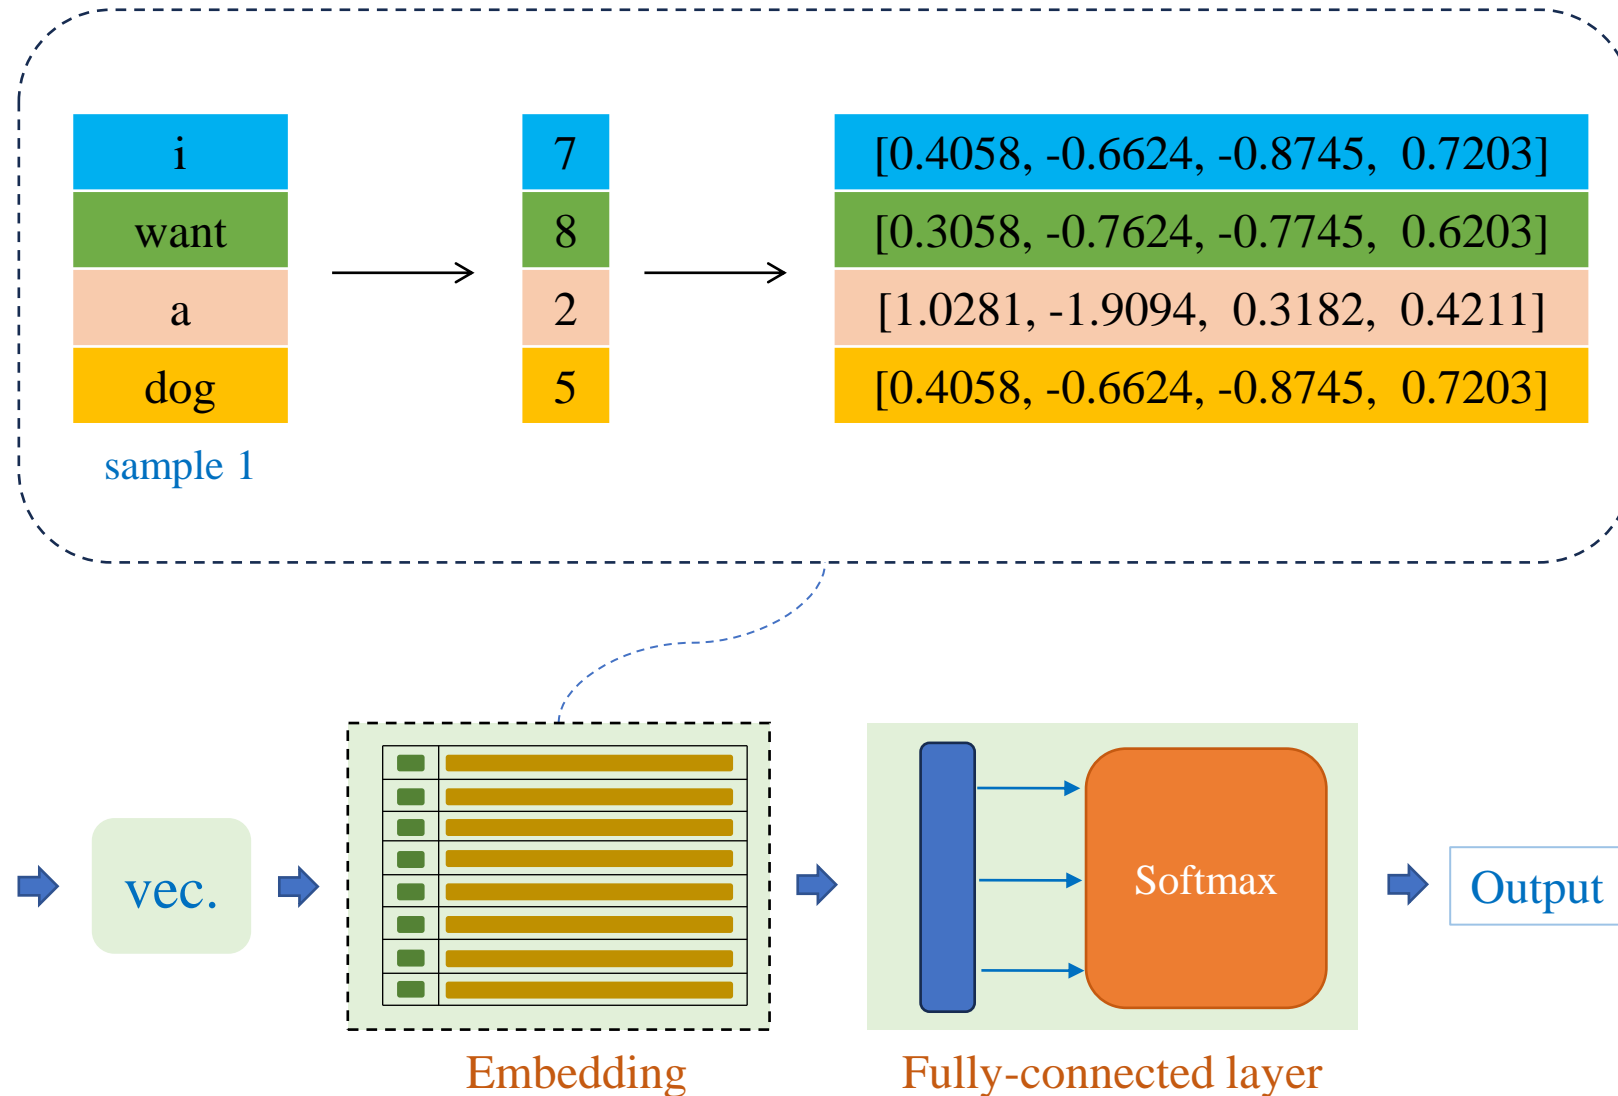 i 7 [0.4058, -0.6624, -0.8745, 0.7203]
want 8 [0.3058, -0.7624, -0.7745, 0.6203]
a 2 [1.0281, -1.9094, 0.3182, 0.4211]
dog 5 [0.4058, -0.6624, -0.8745, 0.7203]
sample 1
vec.
Softmax
Output
Embedding
Fully-connected layer